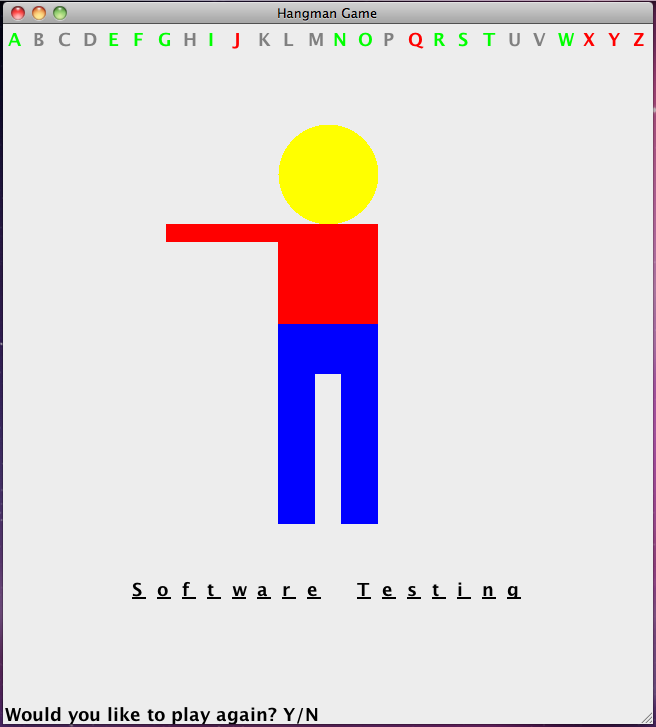 Hangman Game
A B C D E F G H I J K L M N O P Q R S T U V W X Y Z
S o f t w a r e   T e s t i n g
Would you like to play again? Y/N